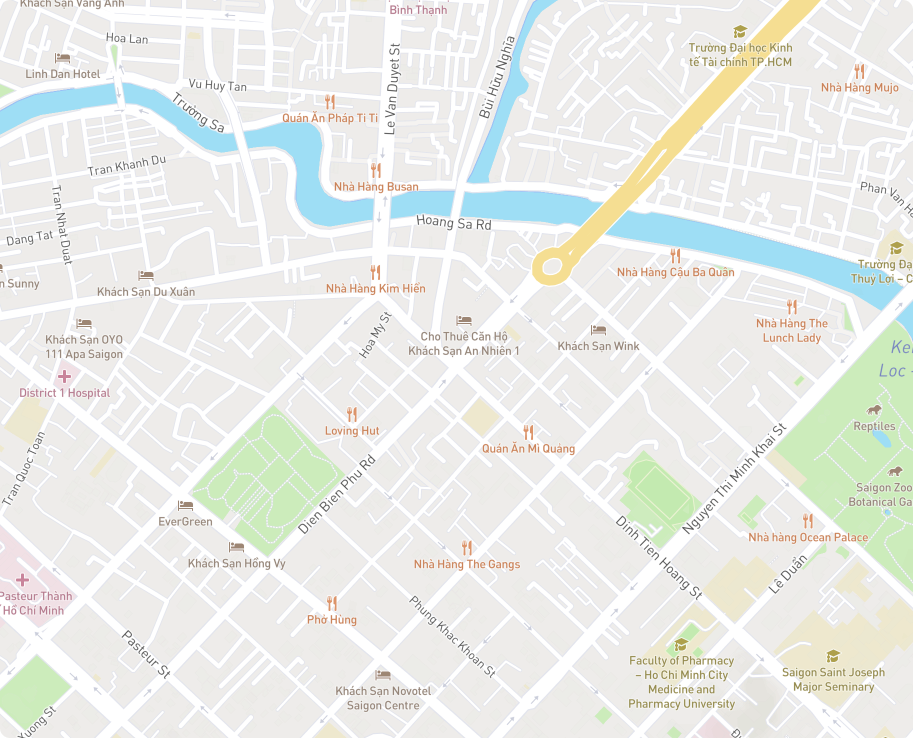 Khách Sạn Vàng Anh
Bình Thạnh
Hoa Lan
Trường Đại học Kinh
tế Tài chính TP.HCM
Linh Dan Hotel
Vu Huy Tan
Le Van Duyet St
Bùi Hữu Nghĩa
Nhà Hàng Mujo
Trường Sa
Quán Ăn Pháp Ti Ti
Tran Khanh Du
Nhà Hàng Busan
Phan Van H
Tran Nhat Duat
Hoang Sa Rd
Dang Tat
Trường Đạ
Thuỷ Lợi – C
n Sunny
Khách Sạn Du Xuân
Nhà Hàng Kim Hiến
Nhà Hàng Cậu Ba Quân
Khách Sạn OYO
111 Apa Saigon
Hoa My St
Cho Thuê Căn Hộ
Khách Sạn An Nhiên 1
Khách Sạn Wink
Nhà Hàng The
Lunch Lady
Loc
District 1 Hospital
Loving Hut
Quán Ăn Mì Quảng
Reptiles
Tran Quoc Toan
Dien Bien Phu Rd
Nguyen Thi Minh Khai St
Saigon Zoo
Botanical Ga
EverGreen
Khách Sạn Hồng Vy
Nhà hàng Ocean Palace
Dinh Tien Hoang St
Nhà Hàng The Gangs
Lê Duẩn
Pasteur Thành
Hồ Chí Minh
Phở Hùng
Phung Khac Khoan St
Pasteur St
Faculty of Pharmacy
– Ho Chi Minh City
Medicine and
Pharmacy University
Saigon Saint Joseph
Major Seminary
Khách Sạn Novotel
Saigon Centre
Xuong St